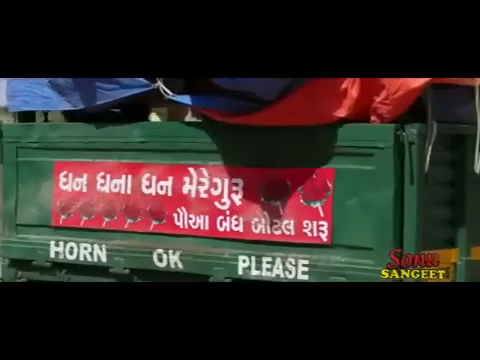 ધન ધના ધન મેરેગુરૂ
પૌઆ બંધ બોટલ શરૂ
HORN OK PLEASE
Sonu
SANGEET